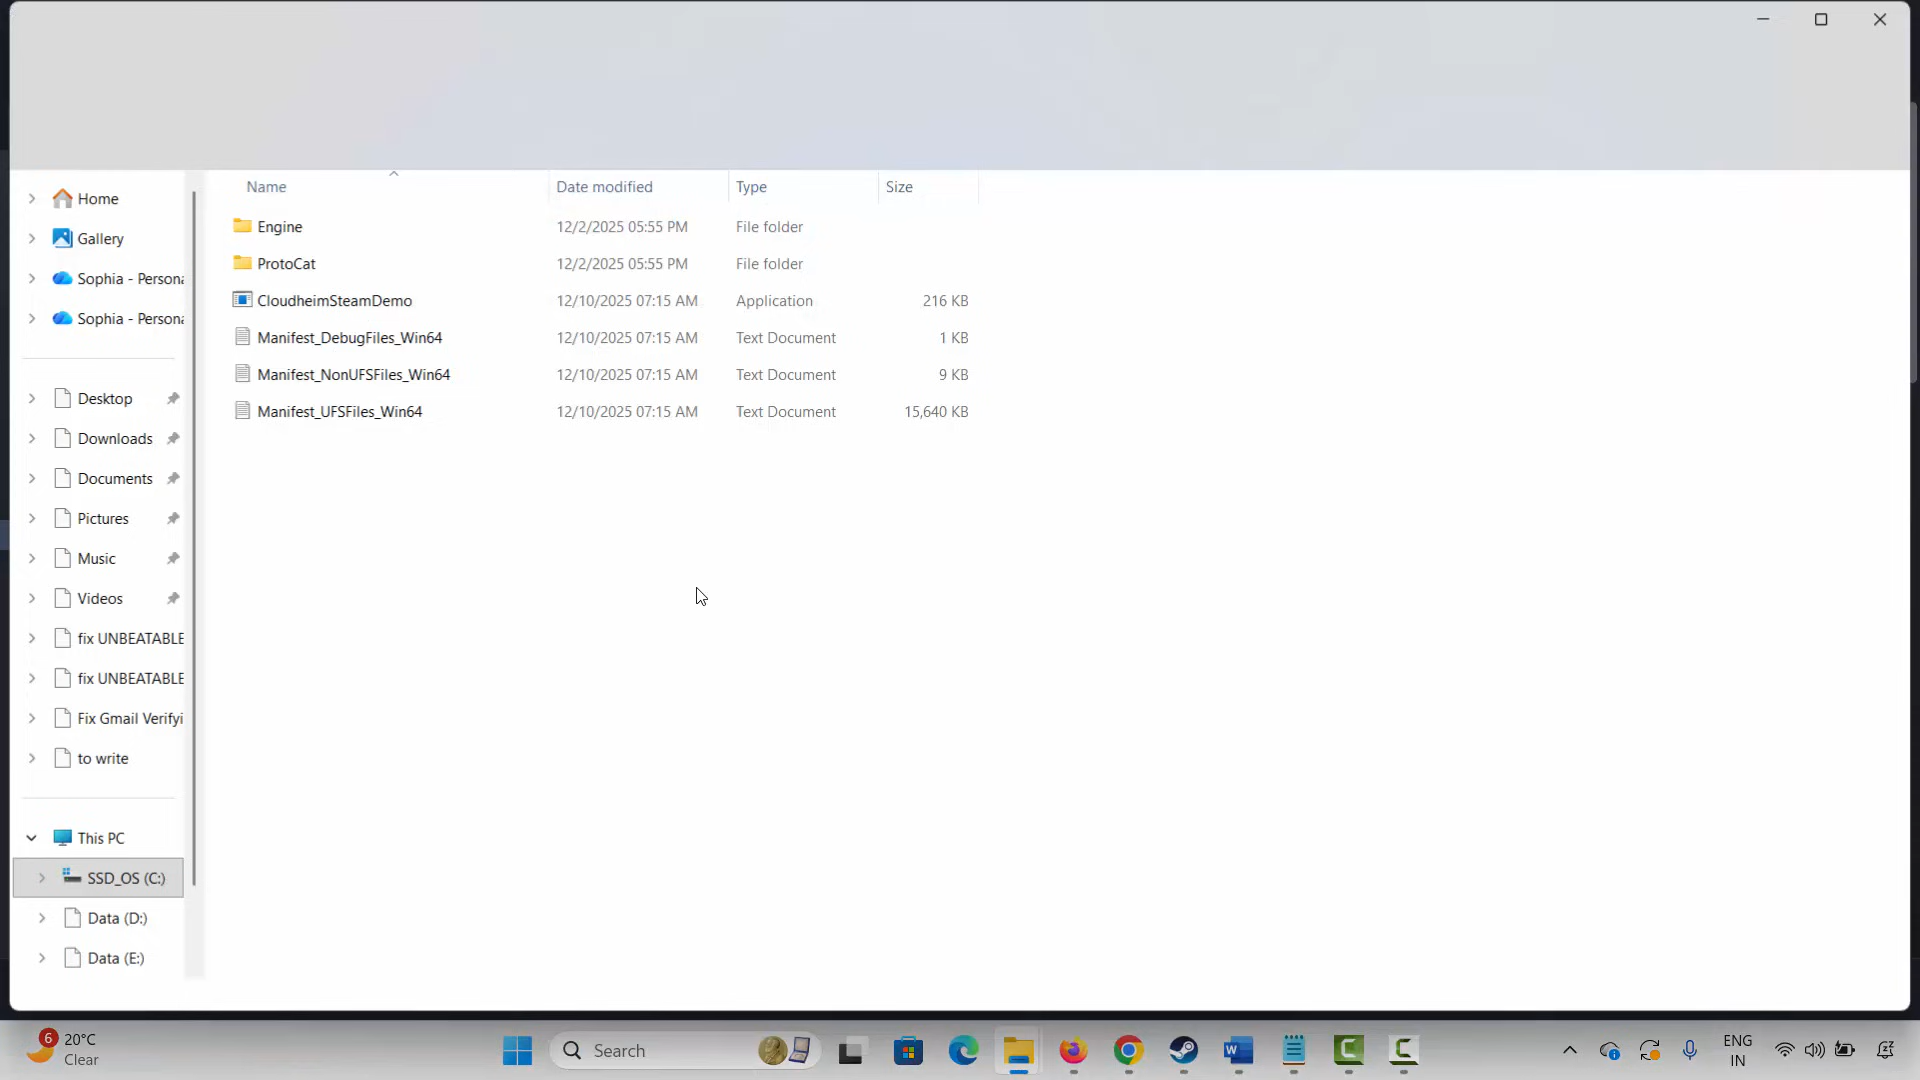 Name Date modified Type Size
Engine 12/2/2025 05:55 PM File folder
ProtoCat 12/2/2025 05:55 PM File folder
CloudheimSteamDemo 12/10/2025 07:15 AM Application 216 KB
Manifest_DebugFiles_Win64 12/10/2025 07:15 AM Text Document 1 KB
Manifest_NonUFSFiles_Win64 12/10/2025 07:15 AM Text Document 9 KB
Manifest_UFSFiles_Win64 12/10/2025 07:15 AM Text Document 15,640 KB
Home
Gallery
Sophia - Persona
Sophia - Persona
Desktop
Downloads
Documents
Pictures
Music
Videos
fix UNBEATABLE
fix UNBEATABLE
Fix Gmail Verifyi
to write
This PC
SSD_OS (C:)
Data (D:)
Data (E:)
6
20°C
Clear
Search
W
ENG
IN